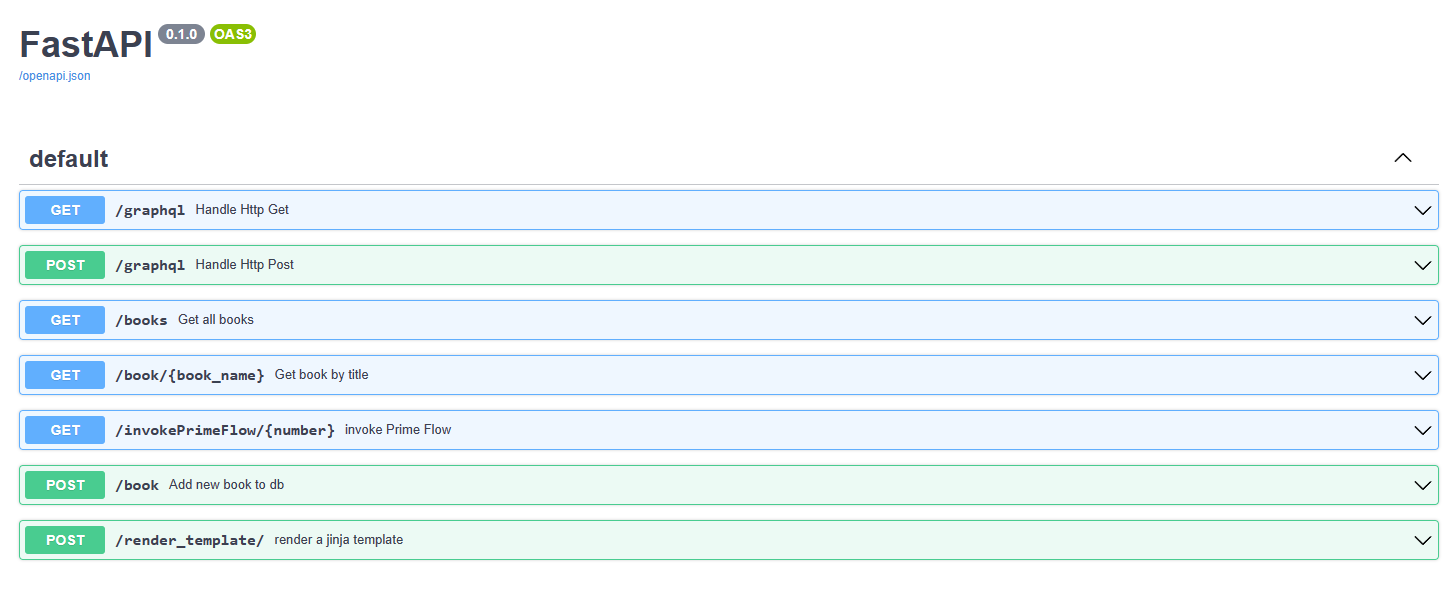 FastAPI 0.1.0 OAS3
/openapi.json
default
GET /graphql Handle Http Get
POST /graphql Handle Http Post
GET /books Get all books
GET /book/{book_name} Get book by title
GET /invokePrimeFlow/{number} invoke Prime Flow
POST /book Add new book to db
POST /render_template/ render a jinja template